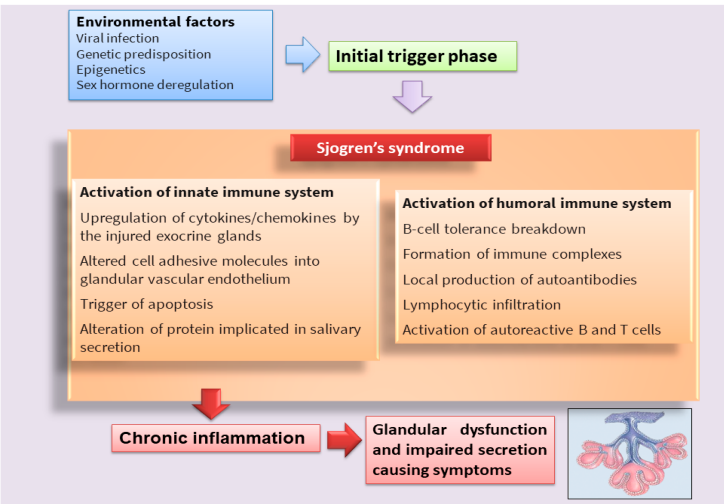 Environmental factors
Viral infection
Genetic predisposition
Epigenetics
Sex hormone deregulation
Initial trigger phase
Sjogren's syndrome
Activation of innate immune system
Upregulation of cytokines/chemokines by
the injured exocrine glands
Altered cell adhesive molecules into
glandular vascular endothelium
Trigger of apoptosis
Alteration of protein implicated in salivary
secretion
Activation of humoral immune system
B-cell tolerance breakdown
Formation of immune complexes
Local production of autoantibodies
Lymphocytic infiltration
Activation of autoreactive B and T cells
Chronic inflammation
Glandular dysfunction
and impaired secretion
causing symptoms